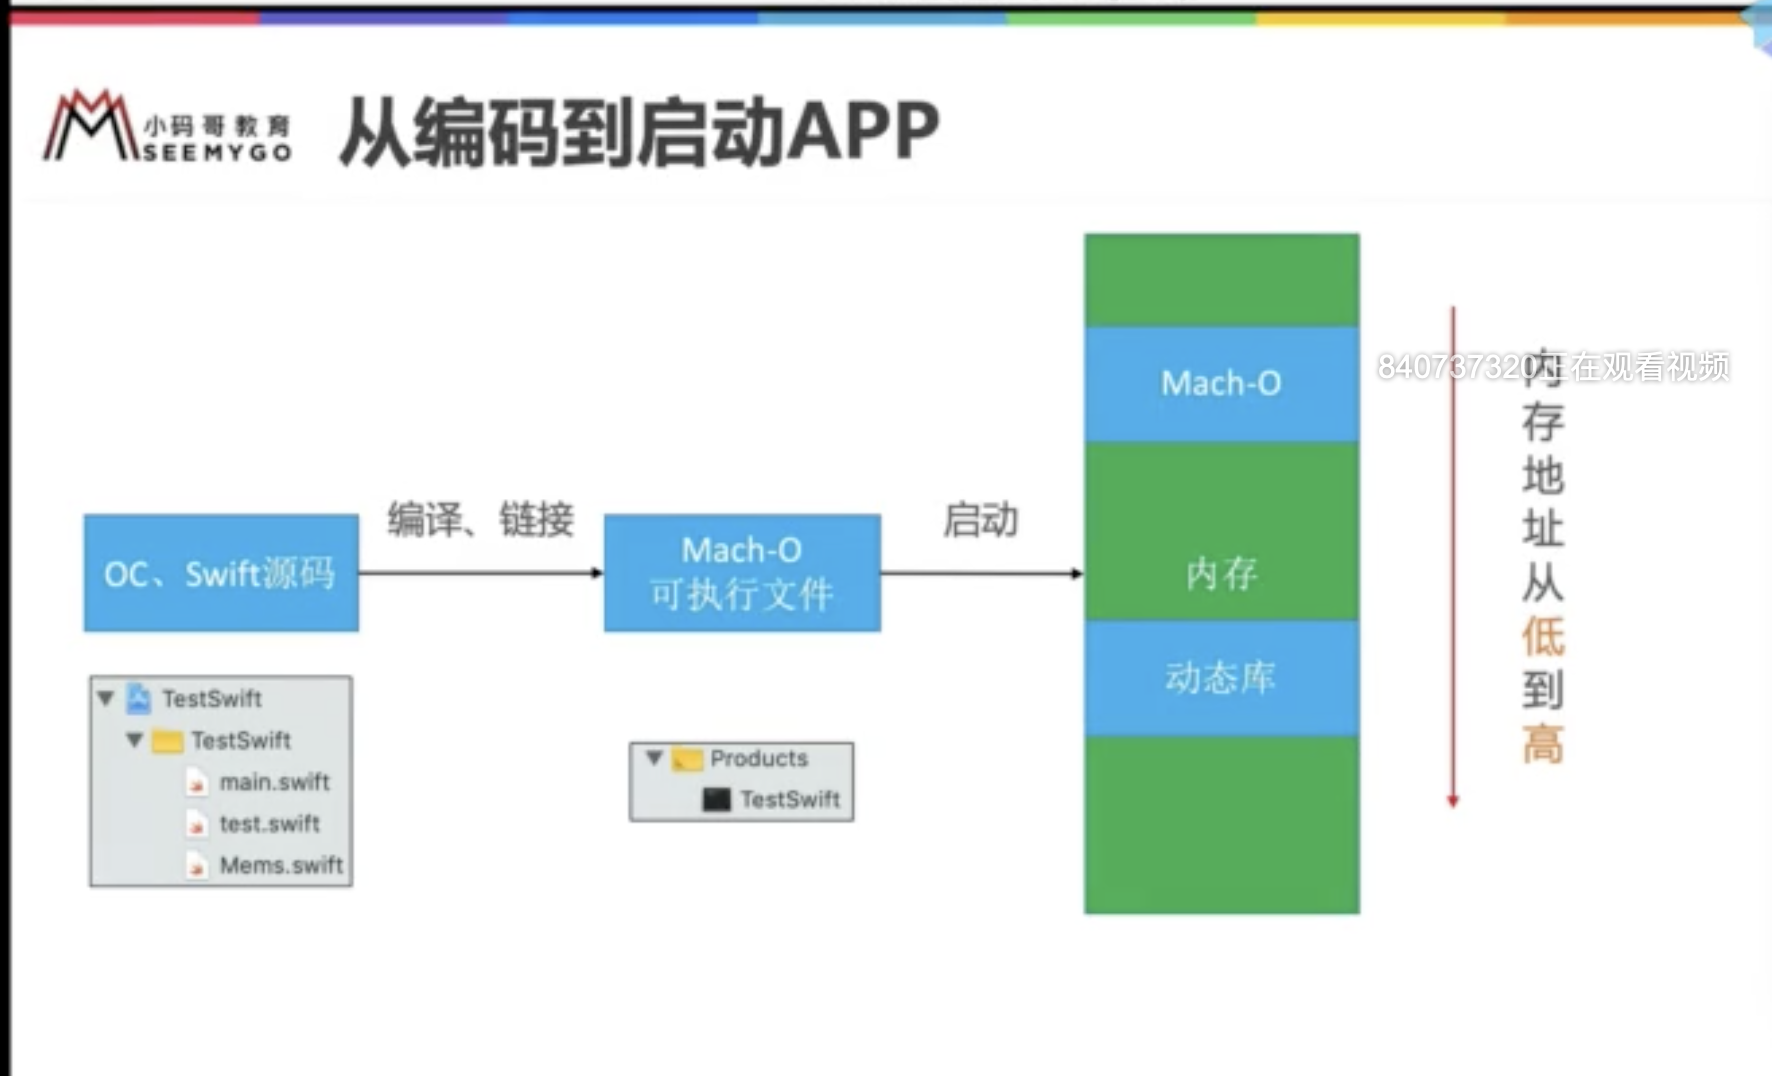 小码哥教育
SEEMYGO
从编码到启动APP
Mach-O
840737320正在观看视频
内存地址从低到高
编译、链接
启动
OC、Swift源码
Mach-O
可执行文件
内存
动态库
TestSwift
TestSwift
main.swift
test.swift
Mems.swift
Products
TestSwift